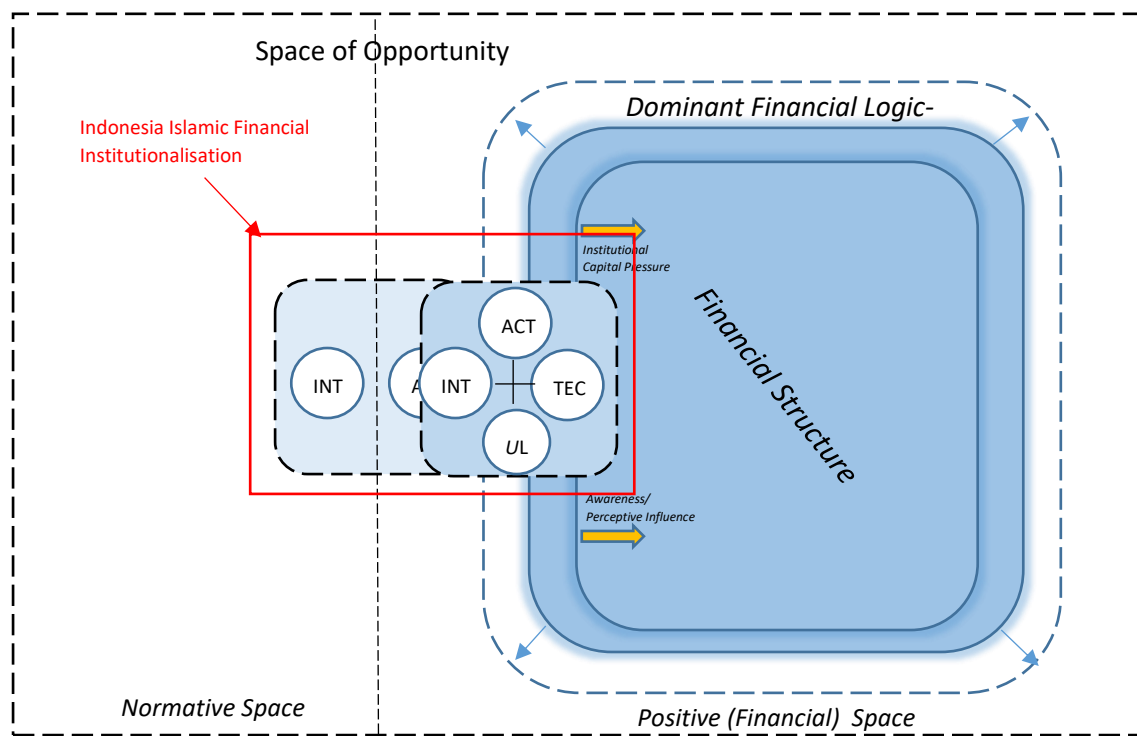 Space of Opportunity
Dominant Financial Logic-
Indonesia Islamic Financial
Institutionalisation
Institutional
Capital Pressure
Financial Structure
ACT
INT
A
INT
TEC
UL
Awareness/
Perceptive Influence
Normative Space
Positive (Financial) Space